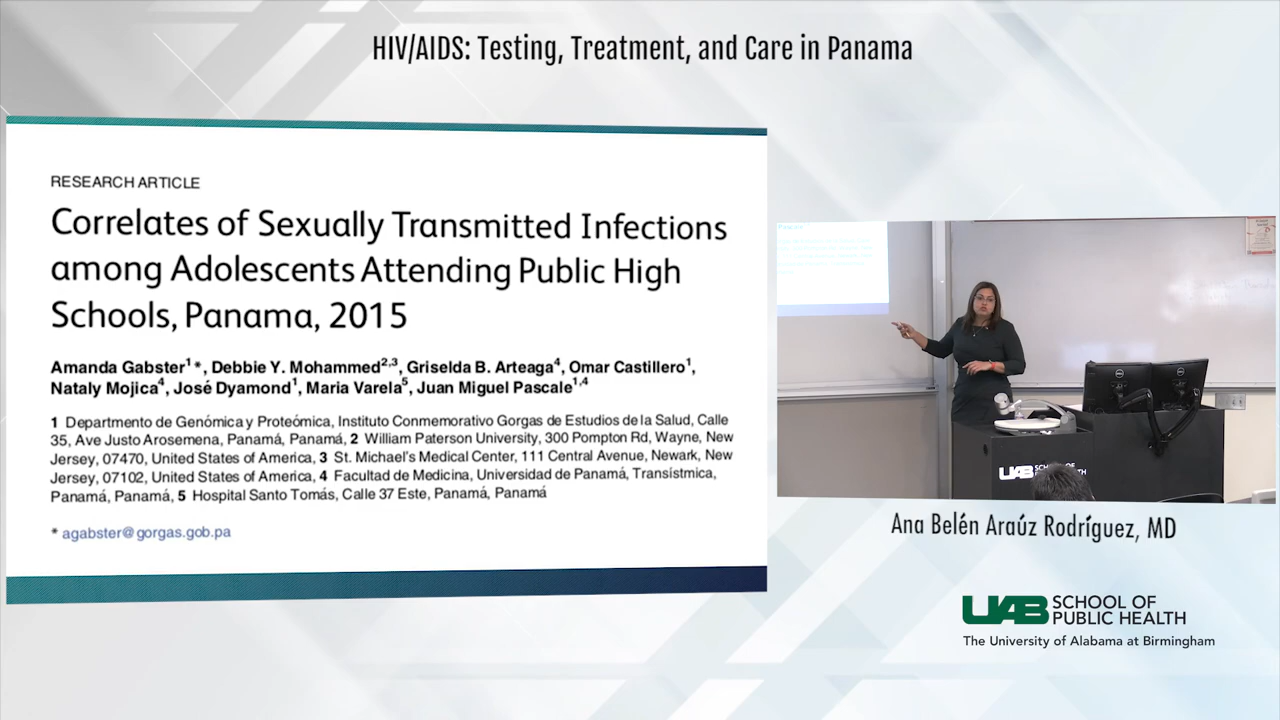 HIV/AIDS: Testing, Treatment, and Care in Panama
RESEARCH ARTICLE
Correlates of Sexually Transmitted Infections
among Adolescents Attending Public High
Schools, Panama, 2015
Amanda Gabster1*, Debbie Y. Mohammed2,3, Griselda B. Arteaga4, Omar Castillero1,
Nataly Mojica4, José Dyamond1, Maria Varela5, Juan Miguel Pascale1,4
1 Departmento de Genómica y Proteómica, Instituto Conmemorativo Gorgas de Estudios de la Salud, Calle
35, Ave Justo Arosemena, Panamá, Panamá, 2 William Paterson University, 300 Pompton Rd, Wayne, New
Jersey, 07470, United States of America, 3 St. Michael's Medical Center, 111 Central Avenue, Newark, New
Jersey, 07102, United States of America, 4 Facultad de Medicina, Universidad de Panamá, Transístmica,
Panamá, Panamá, 5 Hospital Santo Tomás, Calle 37 Este, Panamá, Panamá
* agabster@gorgas.gob.pa
UAB SCHOOL OF
Ana Belén Araúz Rodríguez, MD
UAB SCHOOL OF
PUBLIC HEALTH
The University of Alabama at Birmingham